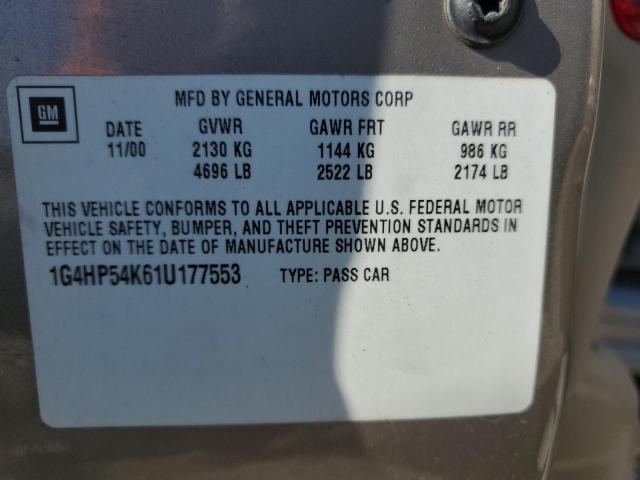 GM
MFD BY GENERAL MOTORS CORP
DATE GVWR GAWR FRT GAWR RR
11/00 2130 KG 1144 KG 986 KG
4696 LB 2522 LB 2174 LB
THIS VEHICLE CONFORMS TO ALL APPLICABLE U.S. FEDERAL MOTOR
VEHICLE SAFETY, BUMPER, AND THEFT PREVENTION STANDARDS IN
EFFECT ON THE DATE OF MANUFACTURE SHOWN ABOVE.
1G4HP54K61U177553 TYPE: PASS CAR